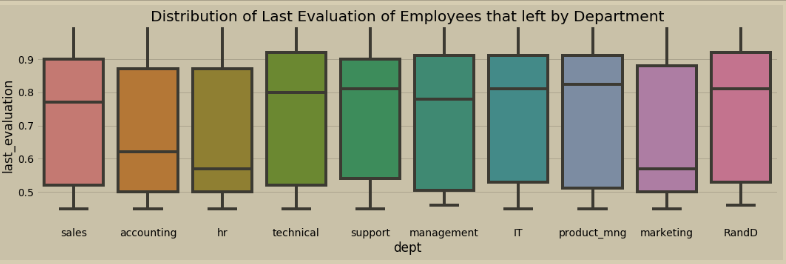 Distribution of Last Evaluation of Employees that left by Department
last_evaluation
0.9
0.8
0.7
0.6
0.5
sales accounting hr technical support management IT product_mng marketing RandD
dept